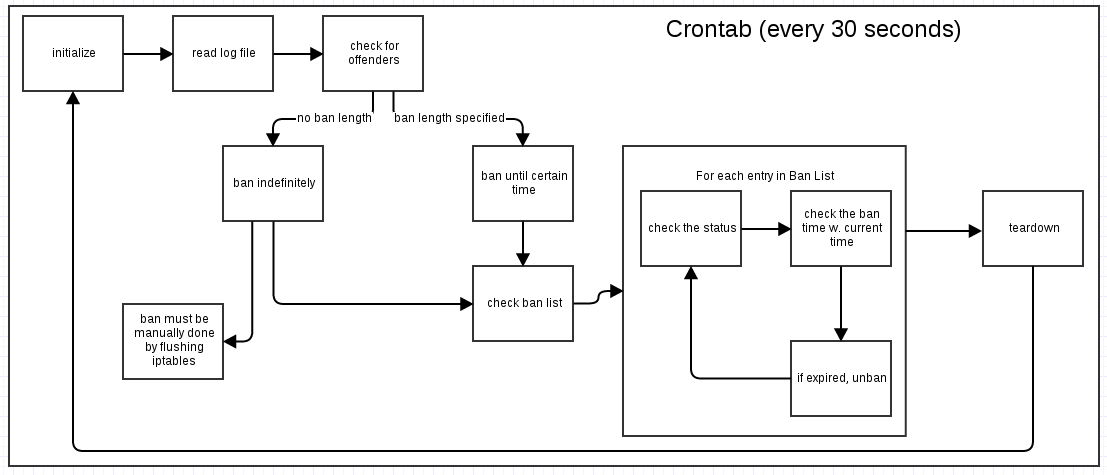 Crontab (every 30 seconds)
initialize
read log file
check for
offenders
no ban length
ban length specified
ban indefinitely
ban until certain
time
For each entry in Ban List
check the status
check the ban
time w. current
time
teardown
check ban list
ban must be
manually done
by flushing
iptables
if expired, unban